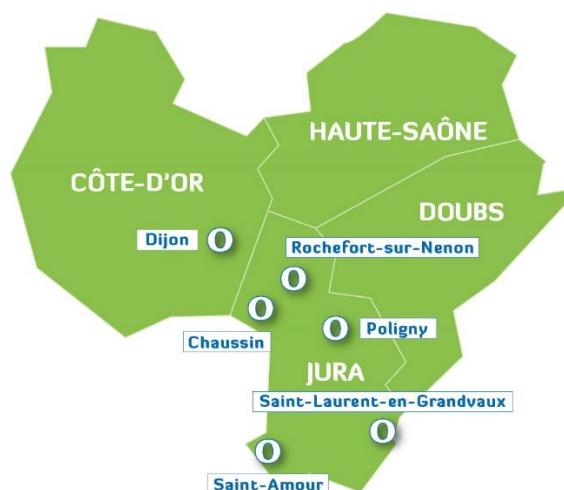 HAUTE-SAÔNE
CÔTE-D'OR
DOUBS
Dijon
Rochefort-sur-Nenon
Chaussin
Poligny
JURA
Saint-Laurent-en-Grandvaux
Saint-Amour